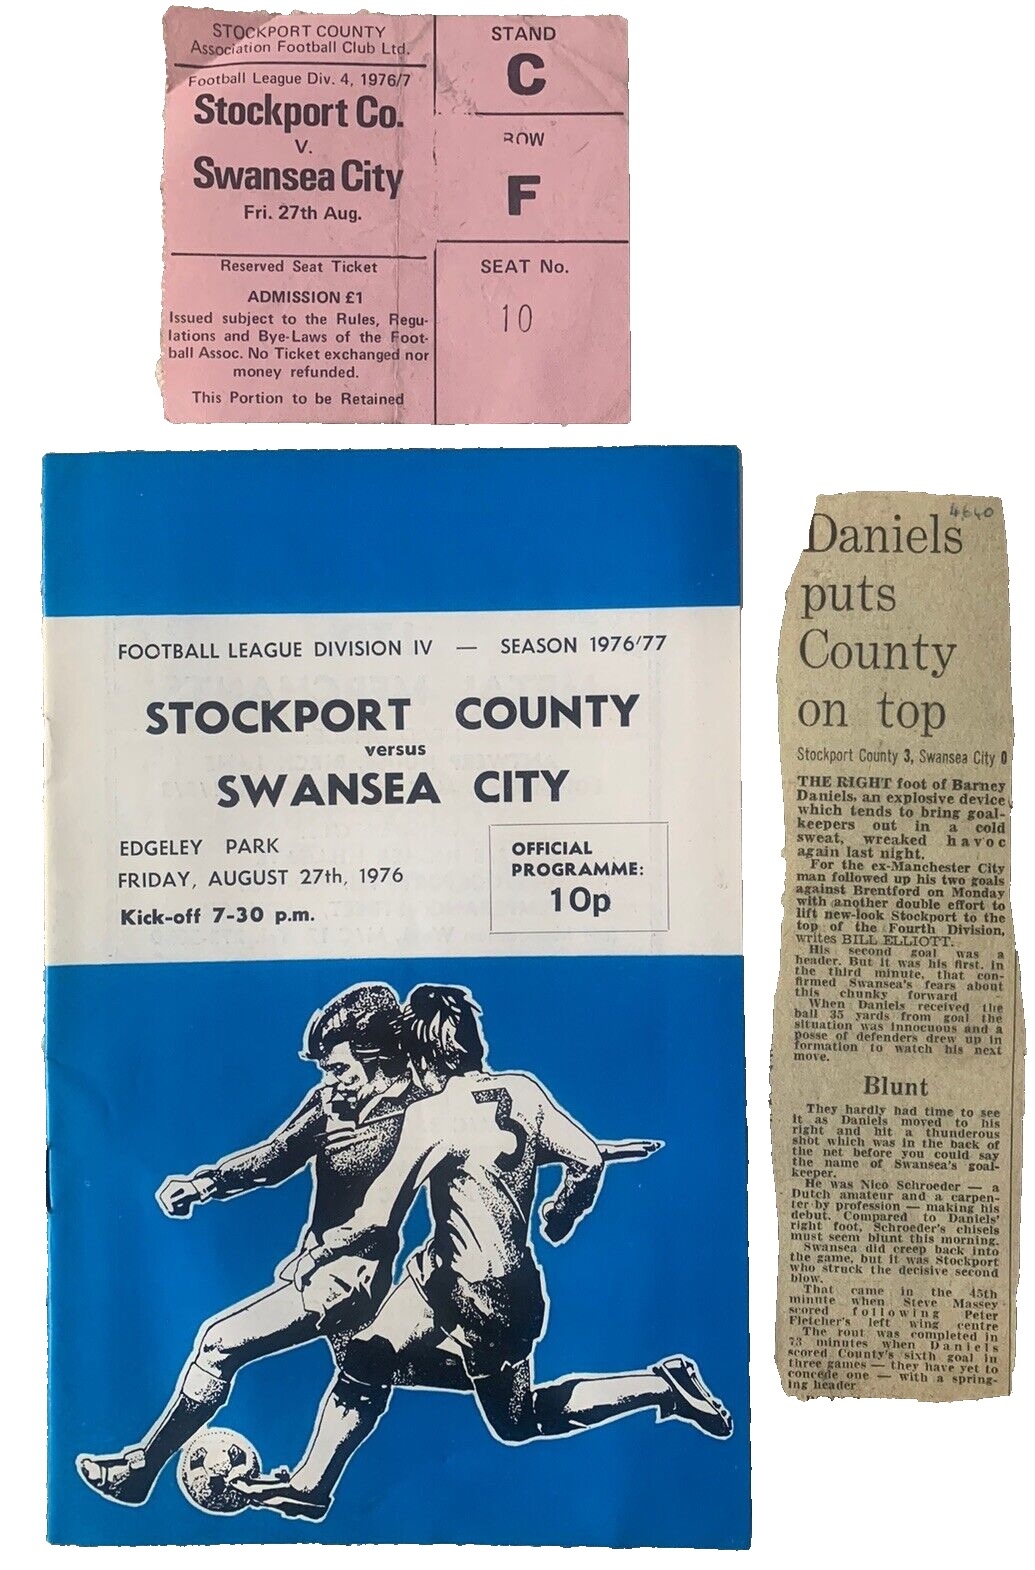 STOCKPORT COUNTY
Association Football Club Ltd.
Football League Div. 4, 1976/7
Stockport Co.
V.
Swansea City
Fri. 27th Aug.
Reserved Seat Ticket
ADMISSION £1
Issued subject to the Rules, Regu-
lations and Bye-Laws of the Foot-
ball Assoc. No Ticket exchanged nor
money refunded.
This Portion to be Retained
STAND
C
ROW
F
SEAT No.
10
FOOTBALL LEAGUE DIVISION IV — SEASON 1976/77
STOCKPORT COUNTY
versus
SWANSEA CITY
EDGELEY PARK
FRIDAY, AUGUST 27th, 1976
Kick-off 7-30 p.m.
OFFICIAL
PROGRAMME:
10p
3
4640
Daniels
puts
County
on top
Stockport County 3, Swansea City 0
THE RIGHT foot of Barney
Daniels, an explosive device
which tends to bring goal-
keepers out in a cold
sweat, wreaked havoc
again last night.
For the ex-Manchester City
man followed up his two goals
against Brentford on Monday
with another double effort to
lift new-look Stockport to the
top of the Fourth Division,
writes BILL ELLIOTT.
His second goal was a
header. But it was his first, in
the third minute, that con-
firmed Swansea's fears about
this chunky forward
When Daniels received the
ball 35 yards from goal the
situation was innocuous and a
posse of defenders drew up in
formation to watch his next
move.
Blunt
They hardly had time to see
it as Daniels moved to his
right and hit a thunderous
shot which was in the back of
the net before you could say
the name of Swansea's goal-
keeper.
He was Nico Schroeder — a
Dutch amateur and a carpen-
ter by profession — making his
debut. Compared to Daniels'
right foot, Schroeder's chisels
must seem blunt this morning.
Swansea did creep back into
the game, but it was Stockport
who struck the decisive second
blow.
That came in the 45th
minute when Steve Massey
scored following Peter
Fletcher's left wing centre
The rout was completed in
73 minutes when Daniels
scored County's sixth goal in
three games — they have yet to
concede one — with a spring-
ing header